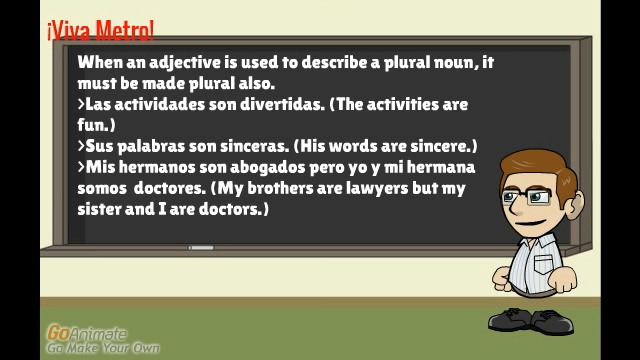 ¡Viva Metro!
When an adjective is used to describe a plural noun, it
must be made plural also.
>Las actividades son divertidas. (The activities are
fun.)
>Sus palabras son sinceras. (His words are sincere.)
>Mis hermanos son abogados pero yo y mi hermana
somos doctores. (My brothers are lawyers but my
sister and I are doctors.)
GoAnimate
Go Make Your Own